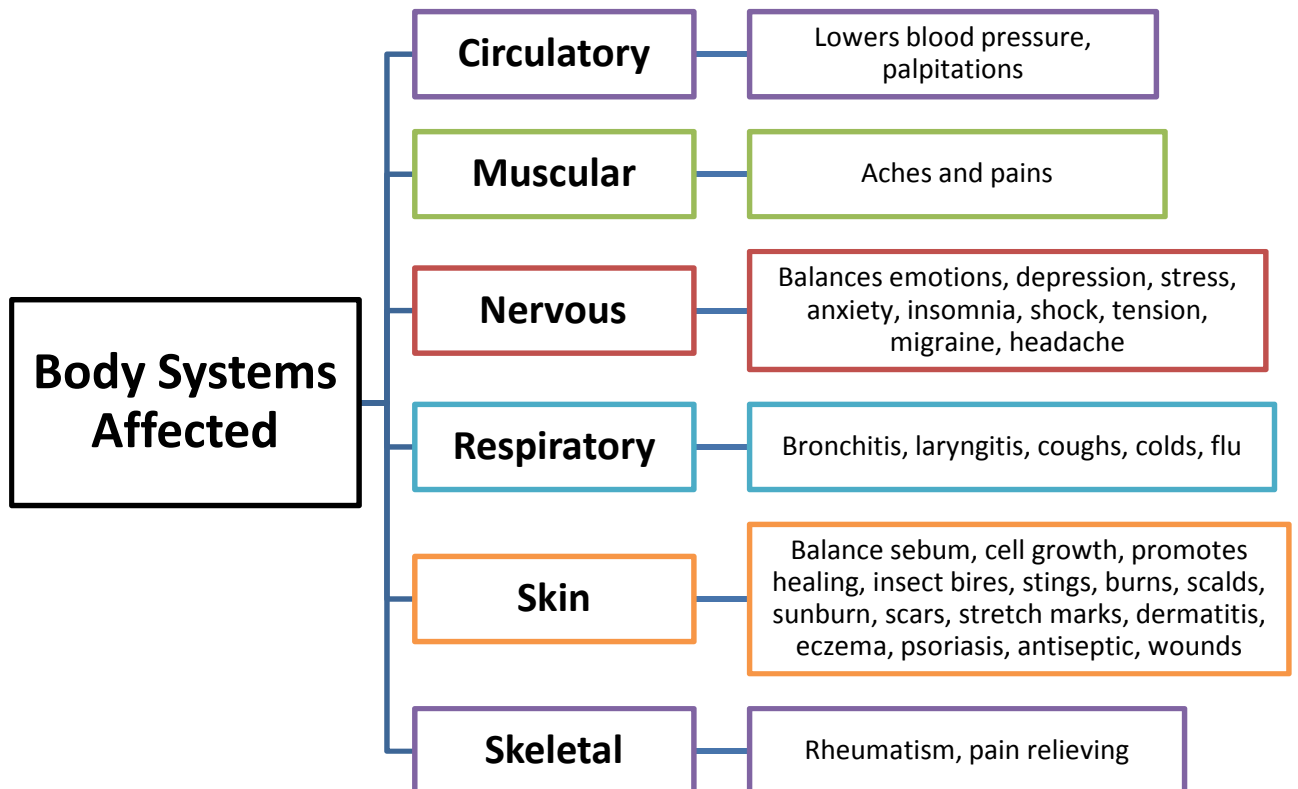 Body Systems
Affected
Circulatory
Lowers blood pressure,
palpitations
Muscular
Aches and pains
Nervous
Balances emotions, depression, stress,
anxiety, insomnia, shock, tension,
migraine, headache
Respiratory
Bronchitis, laryngitis, coughs, colds, flu
Skin
Balance sebum, cell growth, promotes
healing, insect bires, stings, burns, scalds,
sunburn, scars, stretch marks, dermatitis,
eczema, psoriasis, antiseptic, wounds
Skeletal
Rheumatism, pain relieving